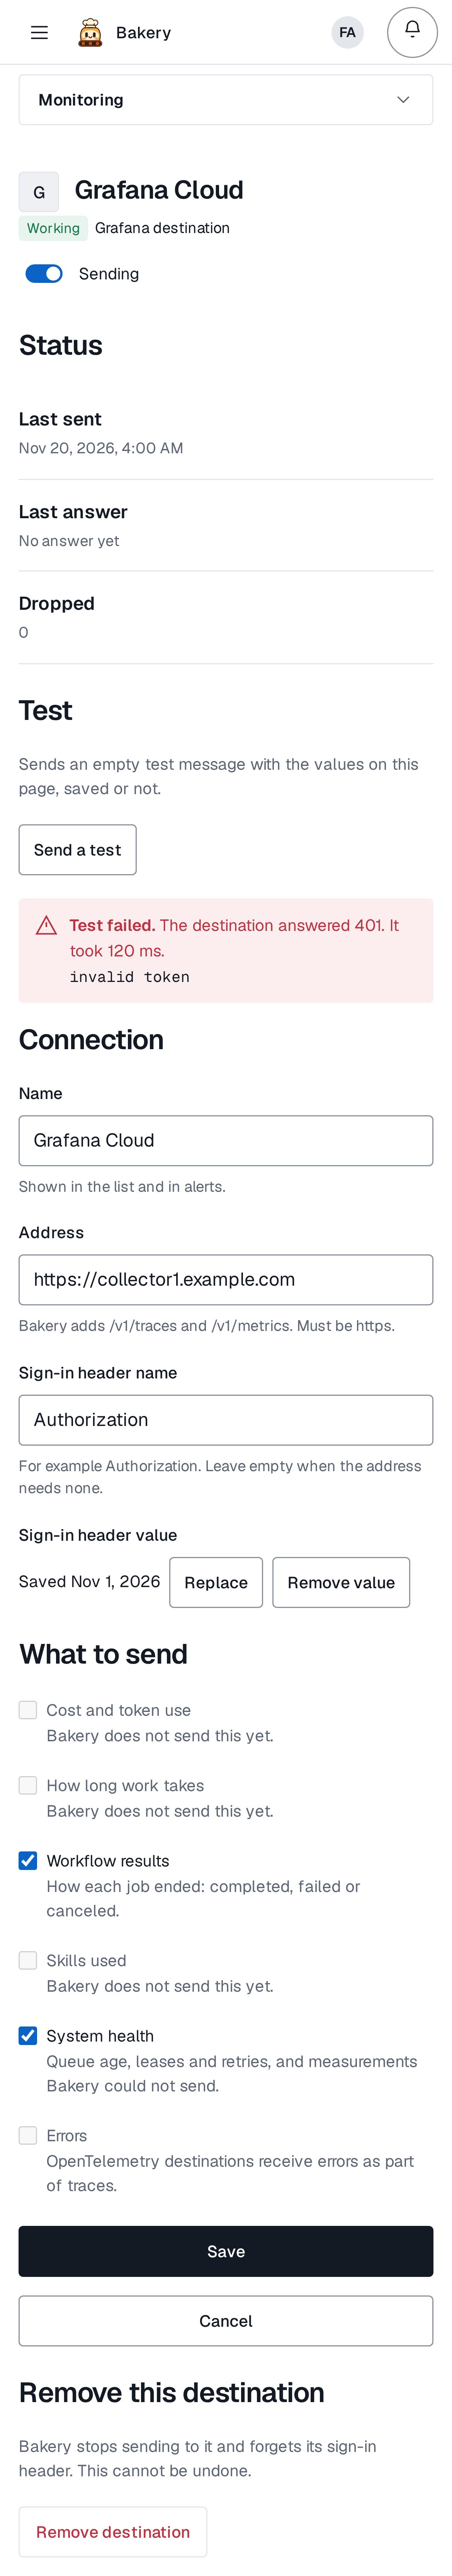 Bakery
FA
Monitoring
G
Grafana Cloud
Working
Grafana destination
Sending
Status
Last sent
Nov 20, 2026, 4:00 AM
Last answer
No answer yet
Dropped
0
Test
Sends an empty test message with the values on this
page, saved or not.
Send a test
Test failed. The destination answered 401. It
took 120 ms.
invalid token
Connection
Name
Grafana Cloud
Shown in the list and in alerts.
Address
https://collector1.example.com
Bakery adds /v1/traces and /v1/metrics. Must be https.
Sign-in header name
Authorization
For example Authorization. Leave empty when the address
needs none.
Sign-in header value
Saved Nov 1, 2026
Replace
Remove value
What to send
Cost and token use
Bakery does not send this yet.
How long work takes
Bakery does not send this yet.
Workflow results
How each job ended: completed, failed or
canceled.
Skills used
Bakery does not send this yet.
System health
Queue age, leases and retries, and measurements
Bakery could not send.
Errors
OpenTelemetry destinations receive errors as part
of traces.
Save
Cancel
Remove this destination
Bakery stops sending to it and forgets its sign-in
header. This cannot be undone.
Remove destination